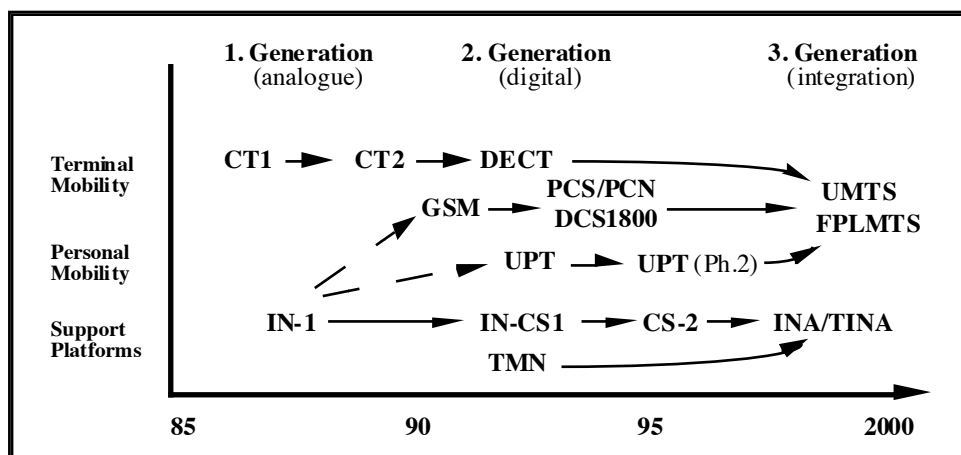 1. Generation 2. Generation 3. Generation
(analogue) (digital) (integration)
Terminal
Mobility
CT1 CT2 DECT
PCS/PCN
GSM DCS1800
UMTS
FPLMTS
Personal
Mobility
UPT UPT (Ph.2)
Support
Platforms
IN-1 IN-CS1 CS-2 INA/TINA
TMN
85 90 95 2000